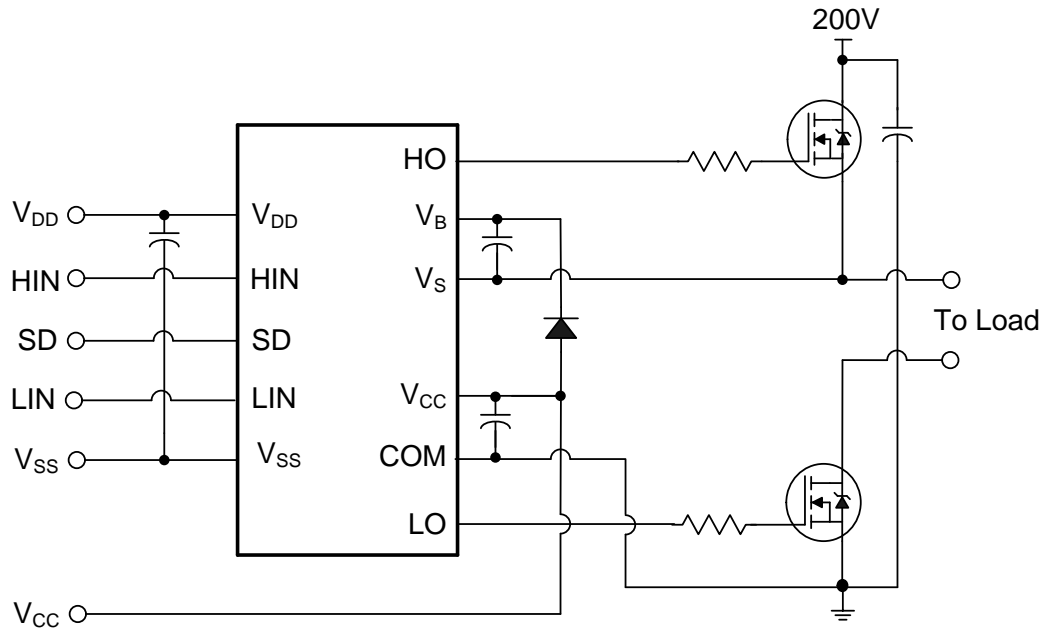 200V
HO
V_DD
V_DD
V_B
HIN
HIN
V_S
To Load
SD
SD
LIN
LIN
V_CC
V_SS
V_SS
COM
LO
V_CC